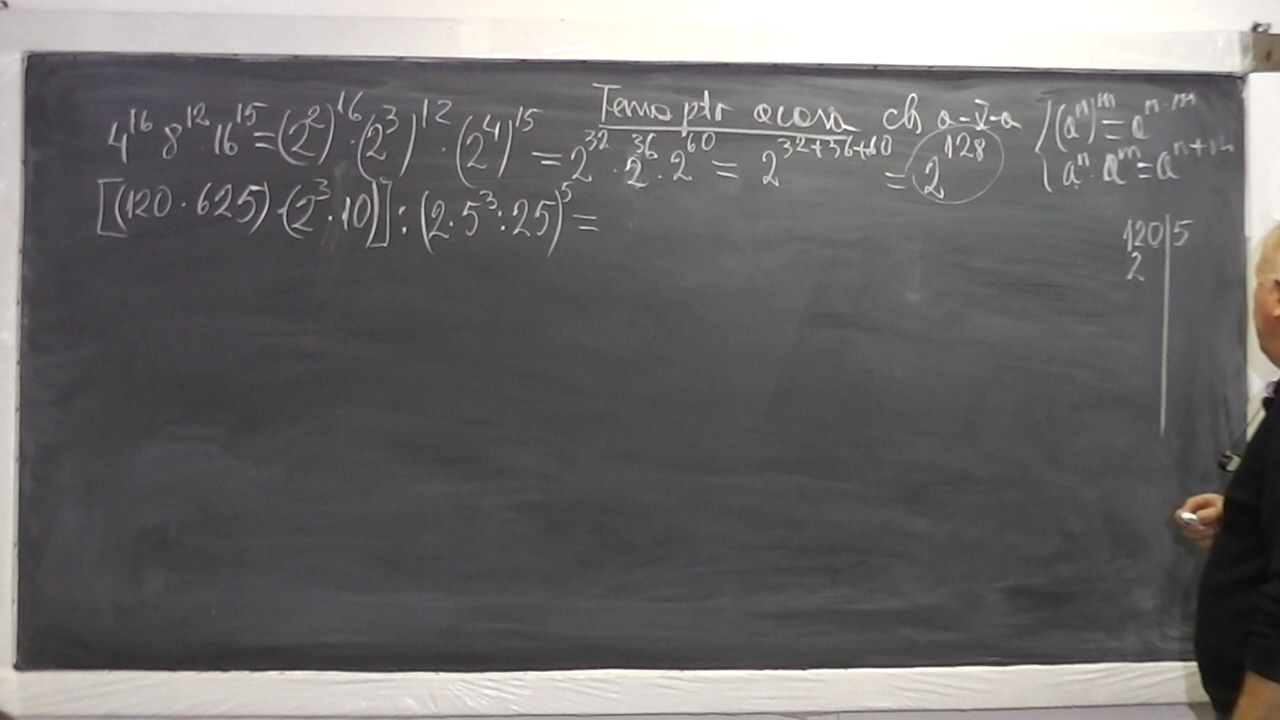 Tema ptr acasa cls a-V-a
4^16 · 8^12 · 16^15 = (2^2)^16 · (2^3)^12 · (2^4)^15 = 2^32 · 2^36 · 2^60 = 2^(32+36+60) = 2^128
{(a^n)^m = a^(n·m)
a^n · a^m = a^(n+m)
[(120 · 625) · (2^3 · 10)] : (2 · 5^3 : 25)^5 =
120 | 5
2